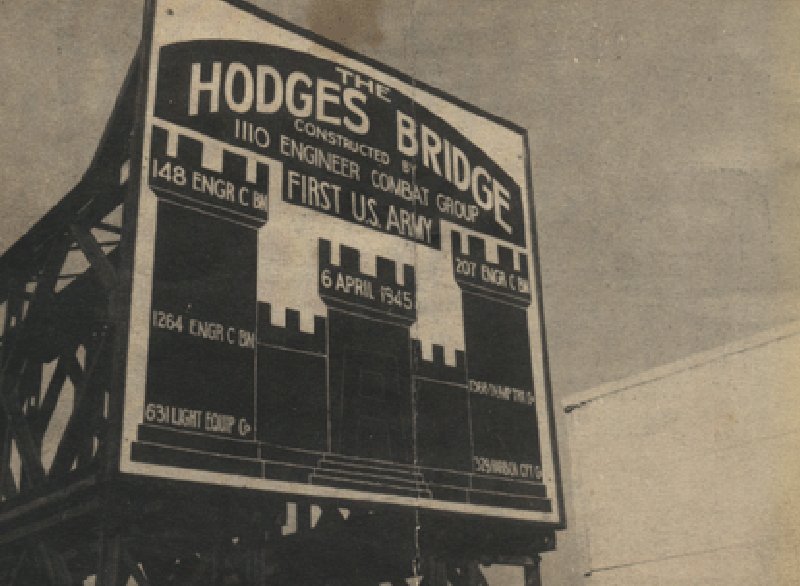 THE
HODGES BRIDGE
CONSTRUCTED BY
1110 ENGINEER COMBAT GROUP
FIRST U.S. ARMY
148 ENGR C BN
207 ENGR C BN
6 APRIL 1945
1264 ENGR C BN
631 LIGHT EQUIP Co